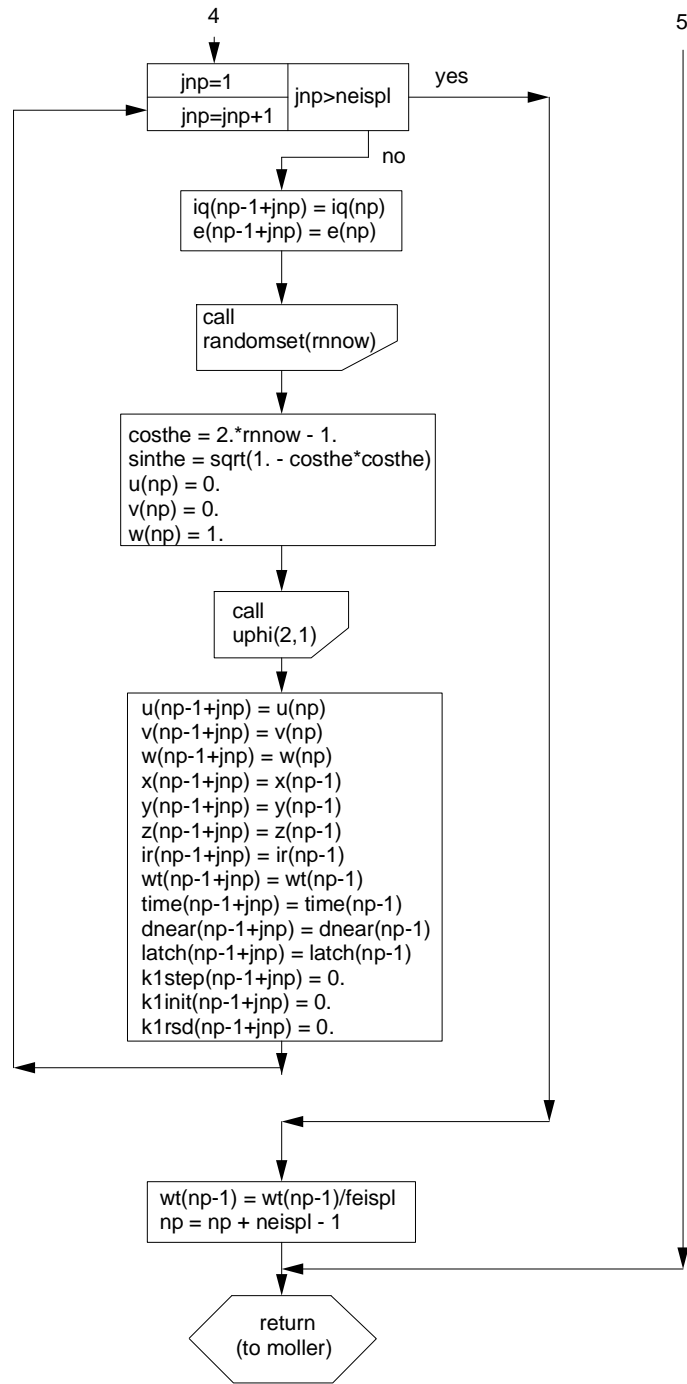 4
5
jnp=1
jnp=jnp+1
jnp>neispl
yes
no
iq(np-1+jnp) = iq(np)
e(np-1+jnp) = e(np)
call
randomset(rnnow)
costhe = 2.*rnnow - 1.
sinthe = sqrt(1. - costhe*costhe)
u(np) = 0.
v(np) = 0.
w(np) = 1.
call
uphi(2,1)
u(np-1+jnp) = u(np)
v(np-1+jnp) = v(np)
w(np-1+jnp) = w(np)
x(np-1+jnp) = x(np-1)
y(np-1+jnp) = y(np-1)
z(np-1+jnp) = z(np-1)
ir(np-1+jnp) = ir(np-1)
wt(np-1+jnp) = wt(np-1)
time(np-1+jnp) = time(np-1)
dnear(np-1+jnp) = dnear(np-1)
latch(np-1+jnp) = latch(np-1)
k1step(np-1+jnp) = 0.
k1init(np-1+jnp) = 0.
k1rsd(np-1+jnp) = 0.
wt(np-1) = wt(np-1)/feispl
np = np + neispl - 1
return
(to moller)